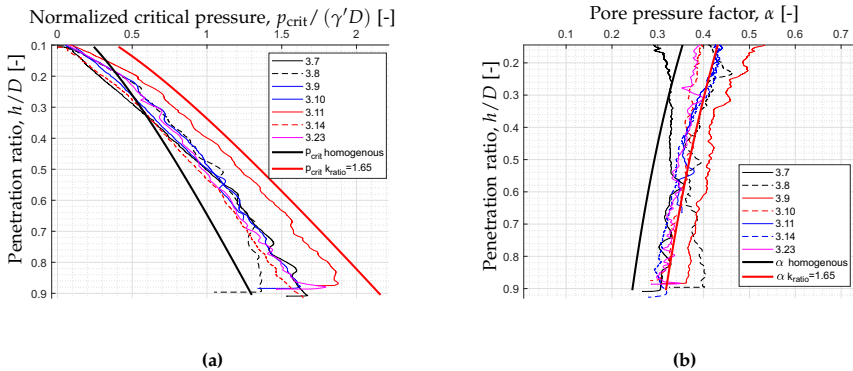 Normalized critical pressure, p_crit / (γ′D) [-]
0 0.5 1 1.5 2
Penetration ratio, h/D [-]
0.1
0.2
0.3
0.4
0.5
0.6
0.7
0.8
0.9
3.7
3.8
3.9
3.10
3.11
3.14
3.23
p_crit homogenous
p_crit k_ratio=1.65
(a)
Pore pressure factor, α [-]
0 0.1 0.2 0.3 0.4 0.5 0.6 0.7
Penetration ratio, h/D [-]
0.2
0.3
0.4
0.5
0.6
0.7
0.8
0.9
3.7
3.8
3.9
3.10
3.11
3.14
3.23
α homogenous
α k_ratio=1.65
(b)